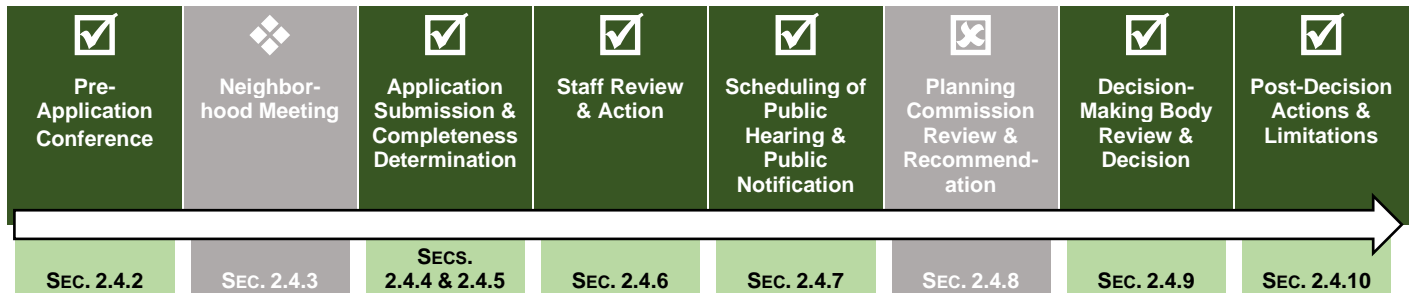 Pre-
Application
Conference
Neighbor-
hood Meeting
Application
Submission &
Completeness
Determination
Staff Review
& Action
Scheduling of
Public
Hearing &
Public
Notification
Planning
Commission
Review &
Recommend-
ation
Decision-
Making Body
Review &
Decision
Post-Decision
Actions &
Limitations
SEC. 2.4.2
SEC. 2.4.3
SECS.
2.4.4 & 2.4.5
SEC. 2.4.6
SEC. 2.4.7
SEC. 2.4.8
SEC. 2.4.9
SEC. 2.4.10